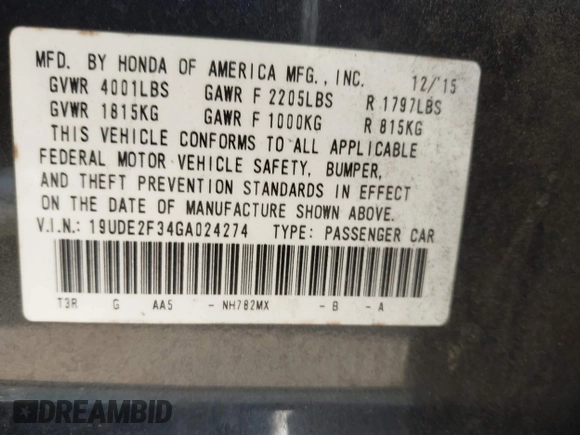 MFD. BY HONDA OF AMERICA MFG., INC. 12/'15
GVWR 4001LBS GAWR F 2205LBS R 1797LBS
GVWR 1815KG GAWR F 1000KG R 815KG
THIS VEHICLE CONFORMS TO ALL APPLICABLE
FEDERAL MOTOR VEHICLE SAFETY, BUMPER,
AND THEFT PREVENTION STANDARDS IN EFFECT
ON THE DATE OF MANUFACTURE SHOWN ABOVE.
V.I.N.: 19UDE2F34GA024274 TYPE: PASSENGER CAR
T3R G AA5 - NH782MX - B - A
DREAMBID